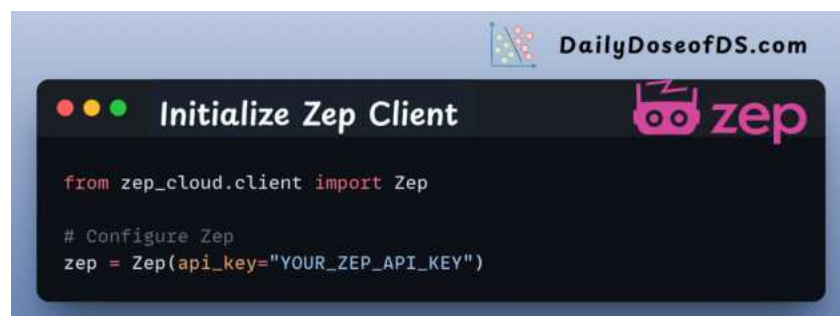 DailyDoseofDS.com
Initialize Zep Client
zep
from zep_cloud.client import Zep
# Configure Zep
zep = Zep(api_key="YOUR_ZEP_API_KEY")